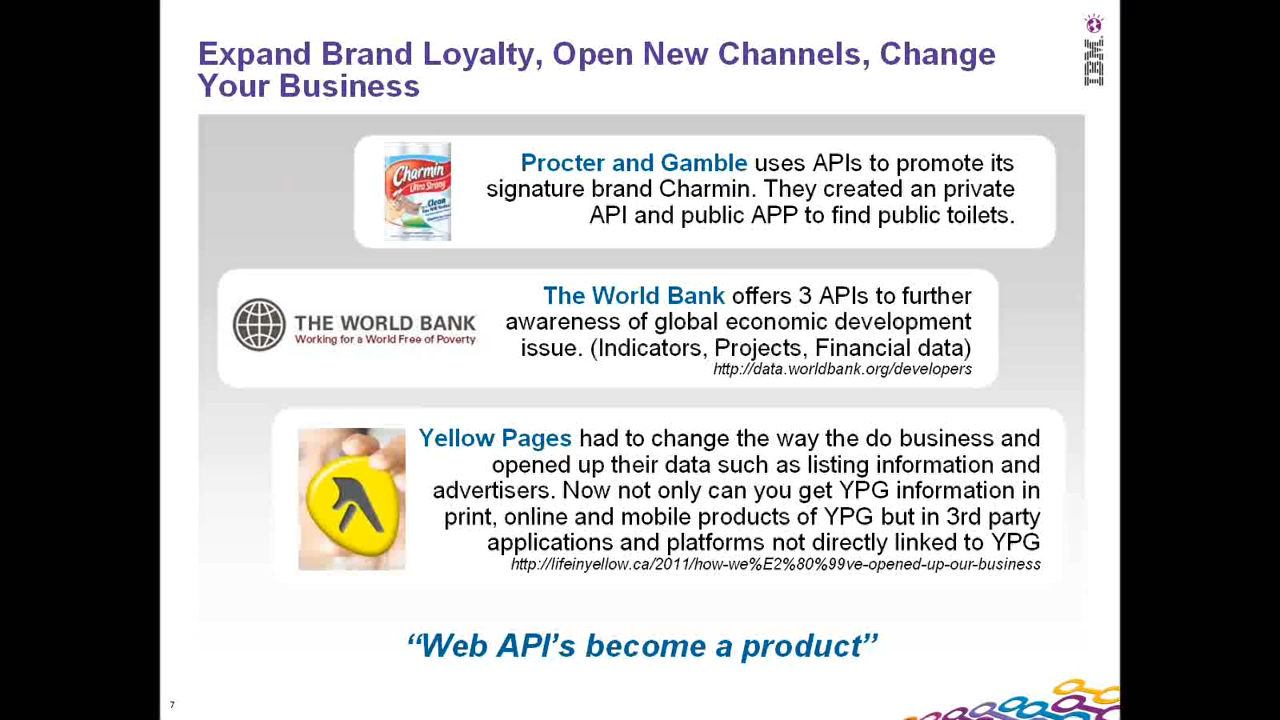 Expand Brand Loyalty, Open New Channels, Change
Your Business
IBM
Charmin
Ultra Strong
Clean
Procter and Gamble uses APIs to promote its
signature brand Charmin. They created an private
API and public APP to find public toilets.
THE WORLD BANK
Working for a World Free of Poverty
The World Bank offers 3 APIs to further
awareness of global economic development
issue. (Indicators, Projects, Financial data)
http://data.worldbank.org/developers
Yellow Pages had to change the way the do business and
opened up their data such as listing information and
advertisers. Now not only can you get YPG information in
print, online and mobile products of YPG but in 3rd party
applications and platforms not directly linked to YPG
http://lifeinyellow.ca/2011/how-we%E2%80%99ve-opened-up-our-business
“Web API’s become a product”
7